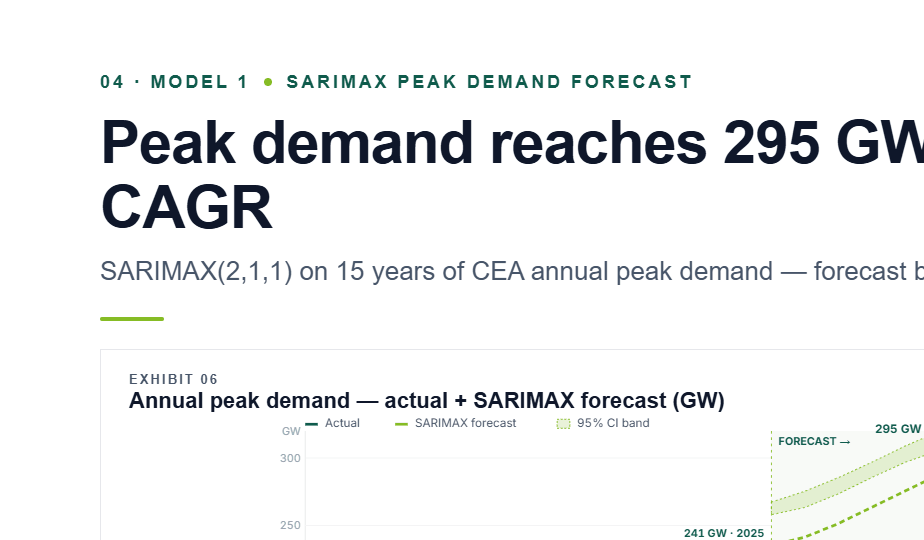 04 · MODEL 1 • SARIMAX PEAK DEMAND FORECAST
Peak demand reaches 295 GW
CAGR
SARIMAX(2,1,1) on 15 years of CEA annual peak demand — forecast b
EXHIBIT 06
Annual peak demand — actual + SARIMAX forecast (GW)
Actual SARIMAX forecast 95% CI band
GW
295 GW
FORECAST →
300
250
241 GW · 2025